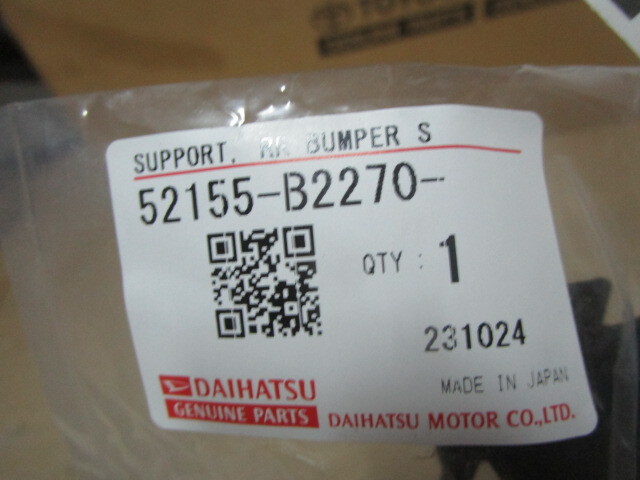 SUPPORT, RR BUMPER S
52155-B2270-
QTY : 1
231024
MADE IN JAPAN
DAIHATSU
GENUINE PARTS
DAIHATSU MOTOR CO.,LTD.